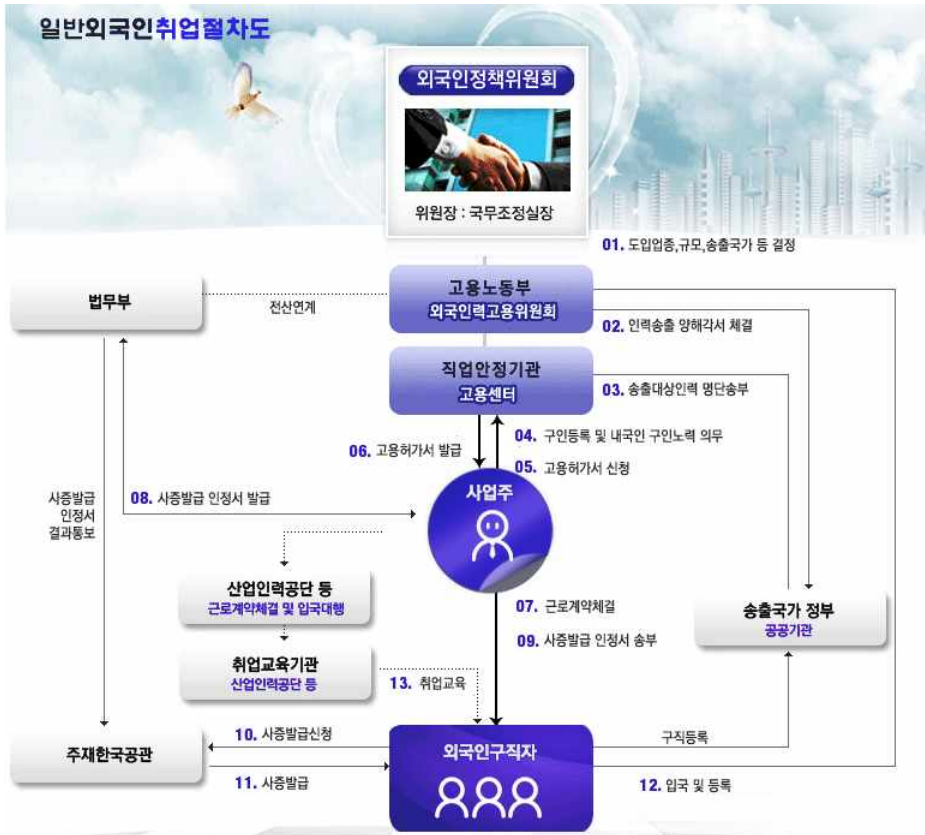 일반외국인취업절차도
외국인정책위원회
위원장 : 국무조정실장
01. 도입업종,규모,송출국가 등 결정
법무부
전산연계
고용노동부
외국인력고용위원회
02. 인력송출 양해각서 체결
직업안정기관
고용센터
03. 송출대상인력 명단송부
04. 구인등록 및 내국인 구인노력 의무
06. 고용허가서 발급
05. 고용허가서 신청
사업주
사증발급
인정서
결과통보
08. 사증발급 인정서 발급
산업인력공단 등
근로계약체결 및 입국대행
07. 근로계약체결
09. 사증발급 인정서 송부
송출국가 정부
공공기관
취업교육기관
산업인력공단 등
13. 취업교육
10. 사증발급신청
구직등록
주재한국공관
외국인구직자
11. 사증발급
12. 입국 및 등록